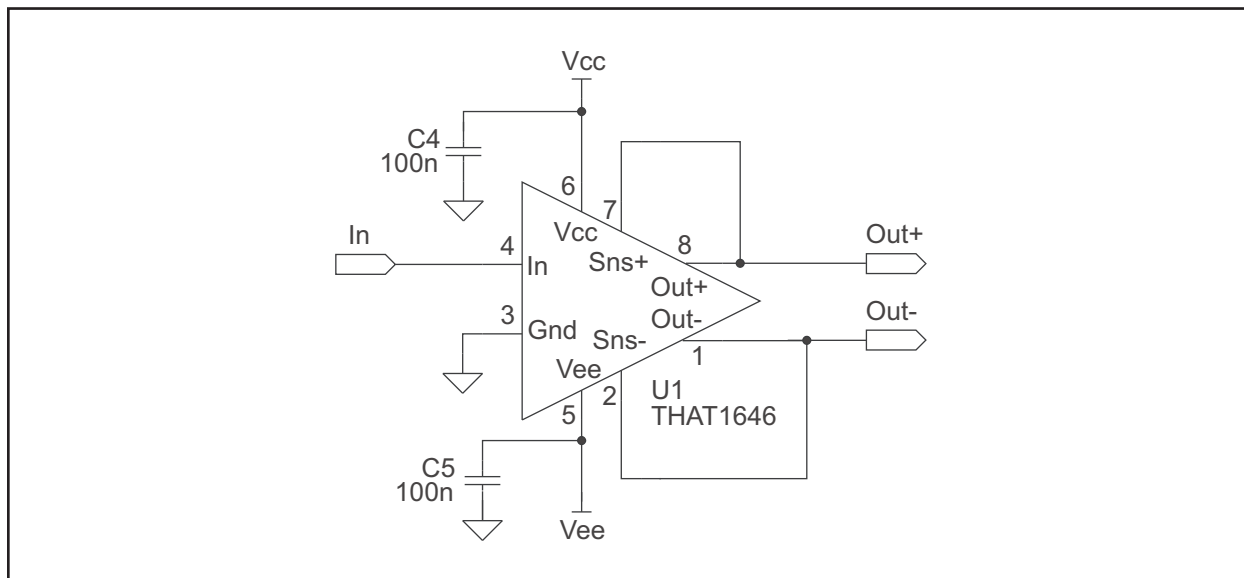 Vcc
C4
100n
6
7
Vcc
In
4
In
Sns+
8
Out+
Out+
3
Gnd
Out-
Out-
Sns-
1
Vee
2
U1
THAT1646
5
C5
100n
Vee